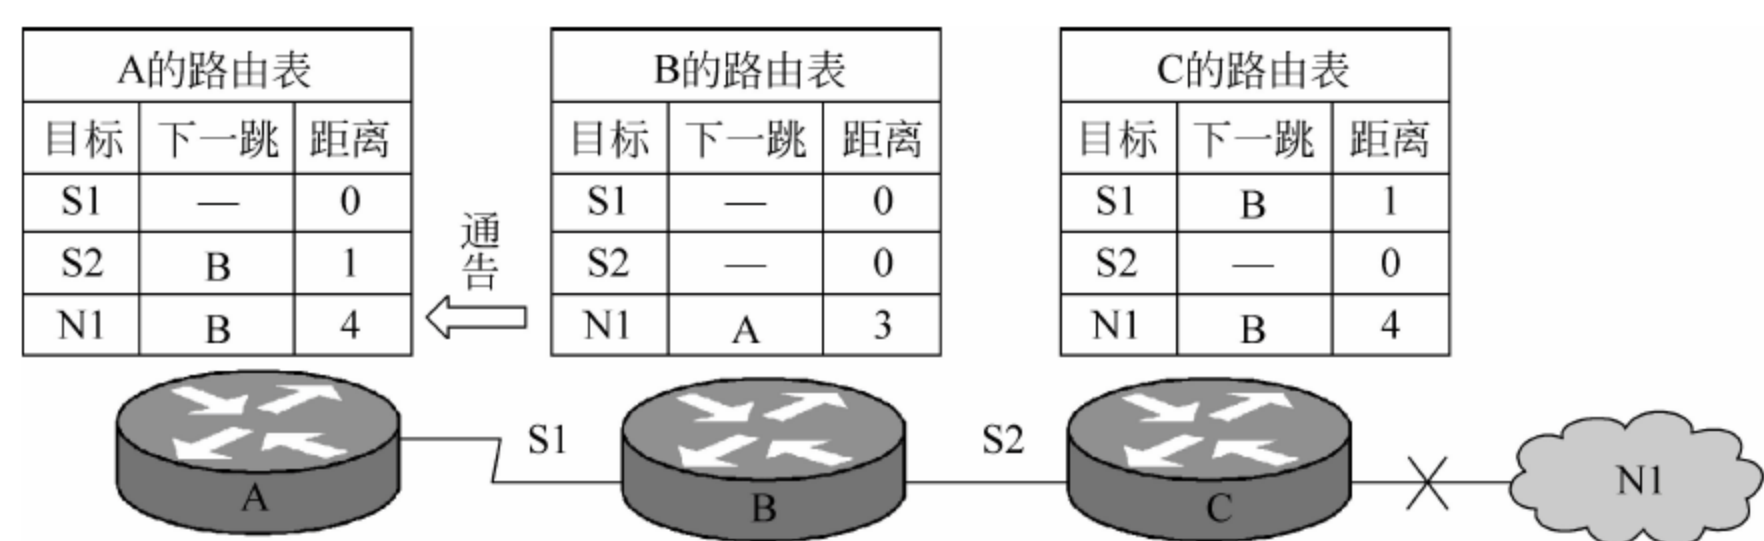 A的路由表
目标 下一跳 距离
S1 — 0
S2 B 1
N1 B 4
通告
B的路由表
目标 下一跳 距离
S1 — 0
S2 — 0
N1 A 3
C的路由表
目标 下一跳 距离
S1 B 1
S2 — 0
N1 B 4
A
S1
B
S2
C
N1